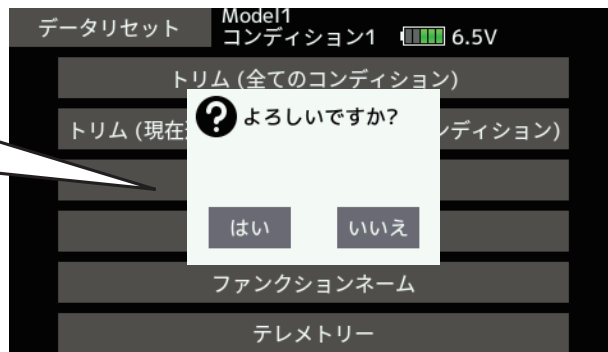 データリセット
Model1
コンディション1
6.5V
トリム (全てのコンディション)
トリム (現在
ンディション)
よろしいですか?
はい
いいえ
ファンクションネーム
テレメトリー